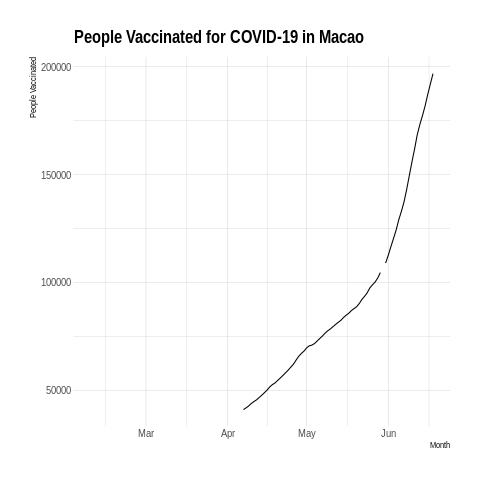 People Vaccinated for COVID-19 in Macao
People Vaccinated
200000
150000
100000
50000
Mar Apr May Jun
Month